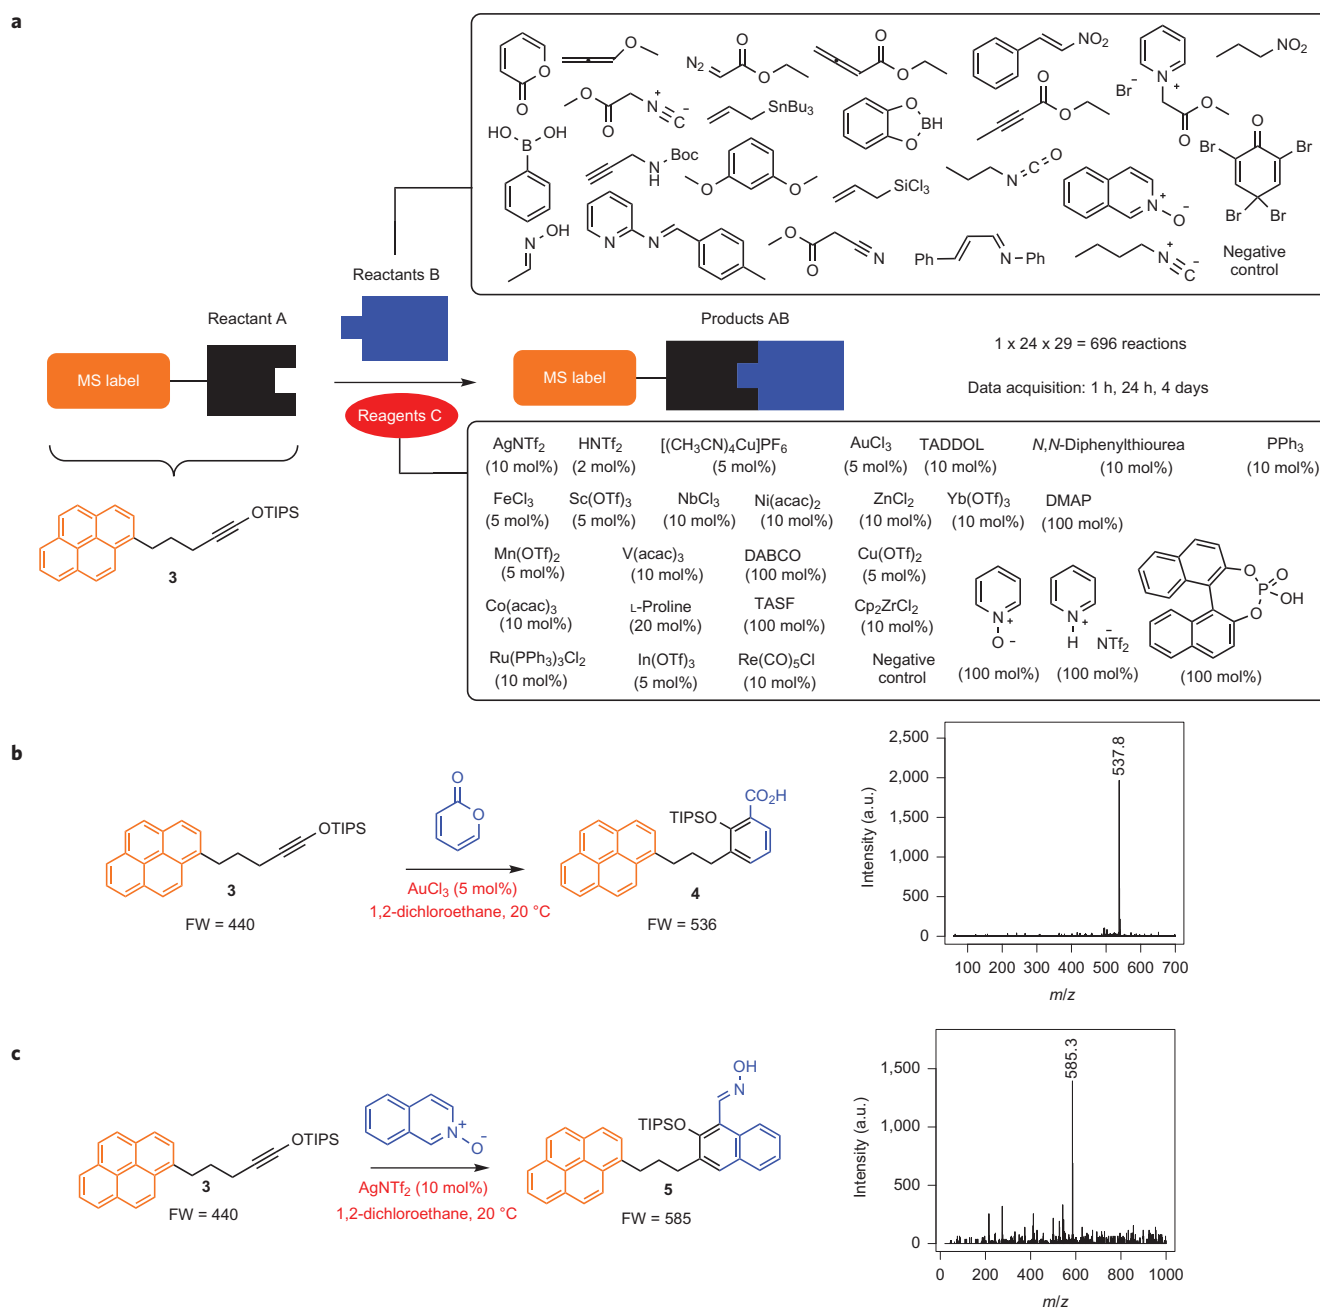 a
O
O
O
N2
O
O
O
O
NO2
N+
Br−
O
O
NO2
O
O
N+
C−
SnBu3
O
O
BH
O
O
HO OH
B
N
H
Boc
O
O
SiCl3
N
C
O
N+
O−
O
Br
Br
Br
Br
N
OH
N
N
O
O
N
Ph
N
Ph
N+
C−
Negative
control
Reactants B
Reactant A
MS label
Reagents C
Products AB
MS label
1 x 24 x 29 = 696 reactions
Data acquisition: 1 h, 24 h, 4 days
OTIPS
3
AgNTf2 HNTf2 [(CH3CN)4Cu]PF6 AuCl3 TADDOL N,N-Diphenylthiourea PPh3
(10 mol%) (2 mol%) (5 mol%) (5 mol%) (10 mol%) (10 mol%) (10 mol%)
FeCl3 Sc(OTf)3 NbCl3 Ni(acac)2 ZnCl2 Yb(OTf)3 DMAP
(5 mol%) (5 mol%) (10 mol%) (10 mol%) (10 mol%) (10 mol%) (100 mol%)
Mn(OTf)2 V(acac)3 DABCO Cu(OTf)2
(5 mol%) (10 mol%) (100 mol%) (5 mol%)
Co(acac)3 L-Proline TASF Cp2ZrCl2
(10 mol%) (20 mol%) (100 mol%) (10 mol%)
Ru(PPh3)3Cl2 In(OTf)3 Re(CO)5Cl Negative
(10 mol%) (5 mol%) (10 mol%) control
N+
O−
(100 mol%)
N+
H
−
NTf2
(100 mol%)
O
P
O
O
OH
(100 mol%)
b
OTIPS
3
FW = 440
O
O
AuCl3 (5 mol%)
1,2-dichloroethane, 20 °C
TIPSO
CO2H
4
FW = 536
Intensity (a.u.)
2,500
2,000
1,500
1,000
500
0
537.8
100 200 300 400 500 600 700
m/z
c
OTIPS
3
FW = 440
N+
O−
AgNTf2 (10 mol%)
1,2-dichloroethane, 20 °C
OH
N
TIPSO
5
FW = 585
Intensity (a.u.)
1,500
1,000
500
0
585.3
0 200 400 600 800 1000
m/z